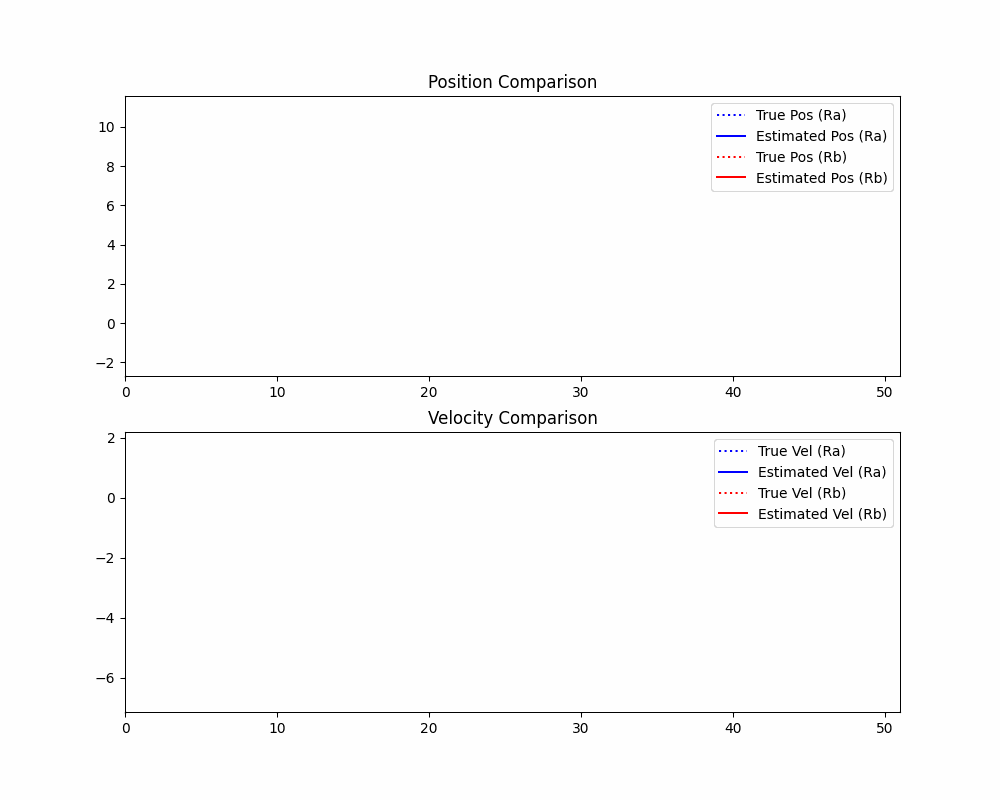 Position Comparison
True Pos (Ra)
Estimated Pos (Ra)
True Pos (Rb)
Estimated Pos (Rb)
10
8
6
4
2
0
−2
0 10 20 30 40 50
Velocity Comparison
True Vel (Ra)
Estimated Vel (Ra)
True Vel (Rb)
Estimated Vel (Rb)
2
0
−2
−4
−6
0 10 20 30 40 50